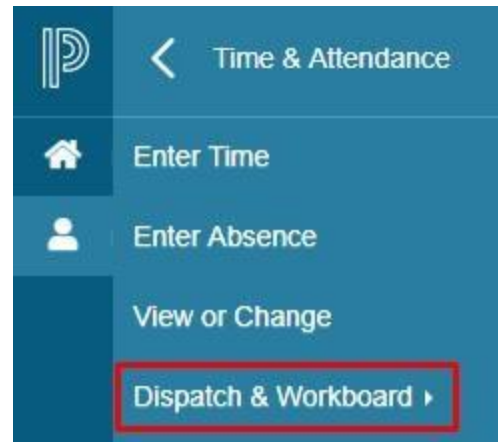 Time & Attendance
Enter Time
Enter Absence
View or Change
Dispatch & Workboard